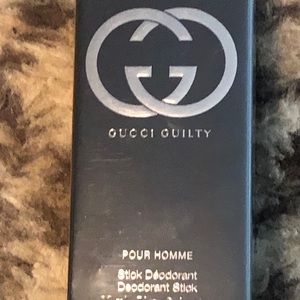 GUCCI GUILTY
POUR HOMME
Stick Déodorant
Deodorant Stick